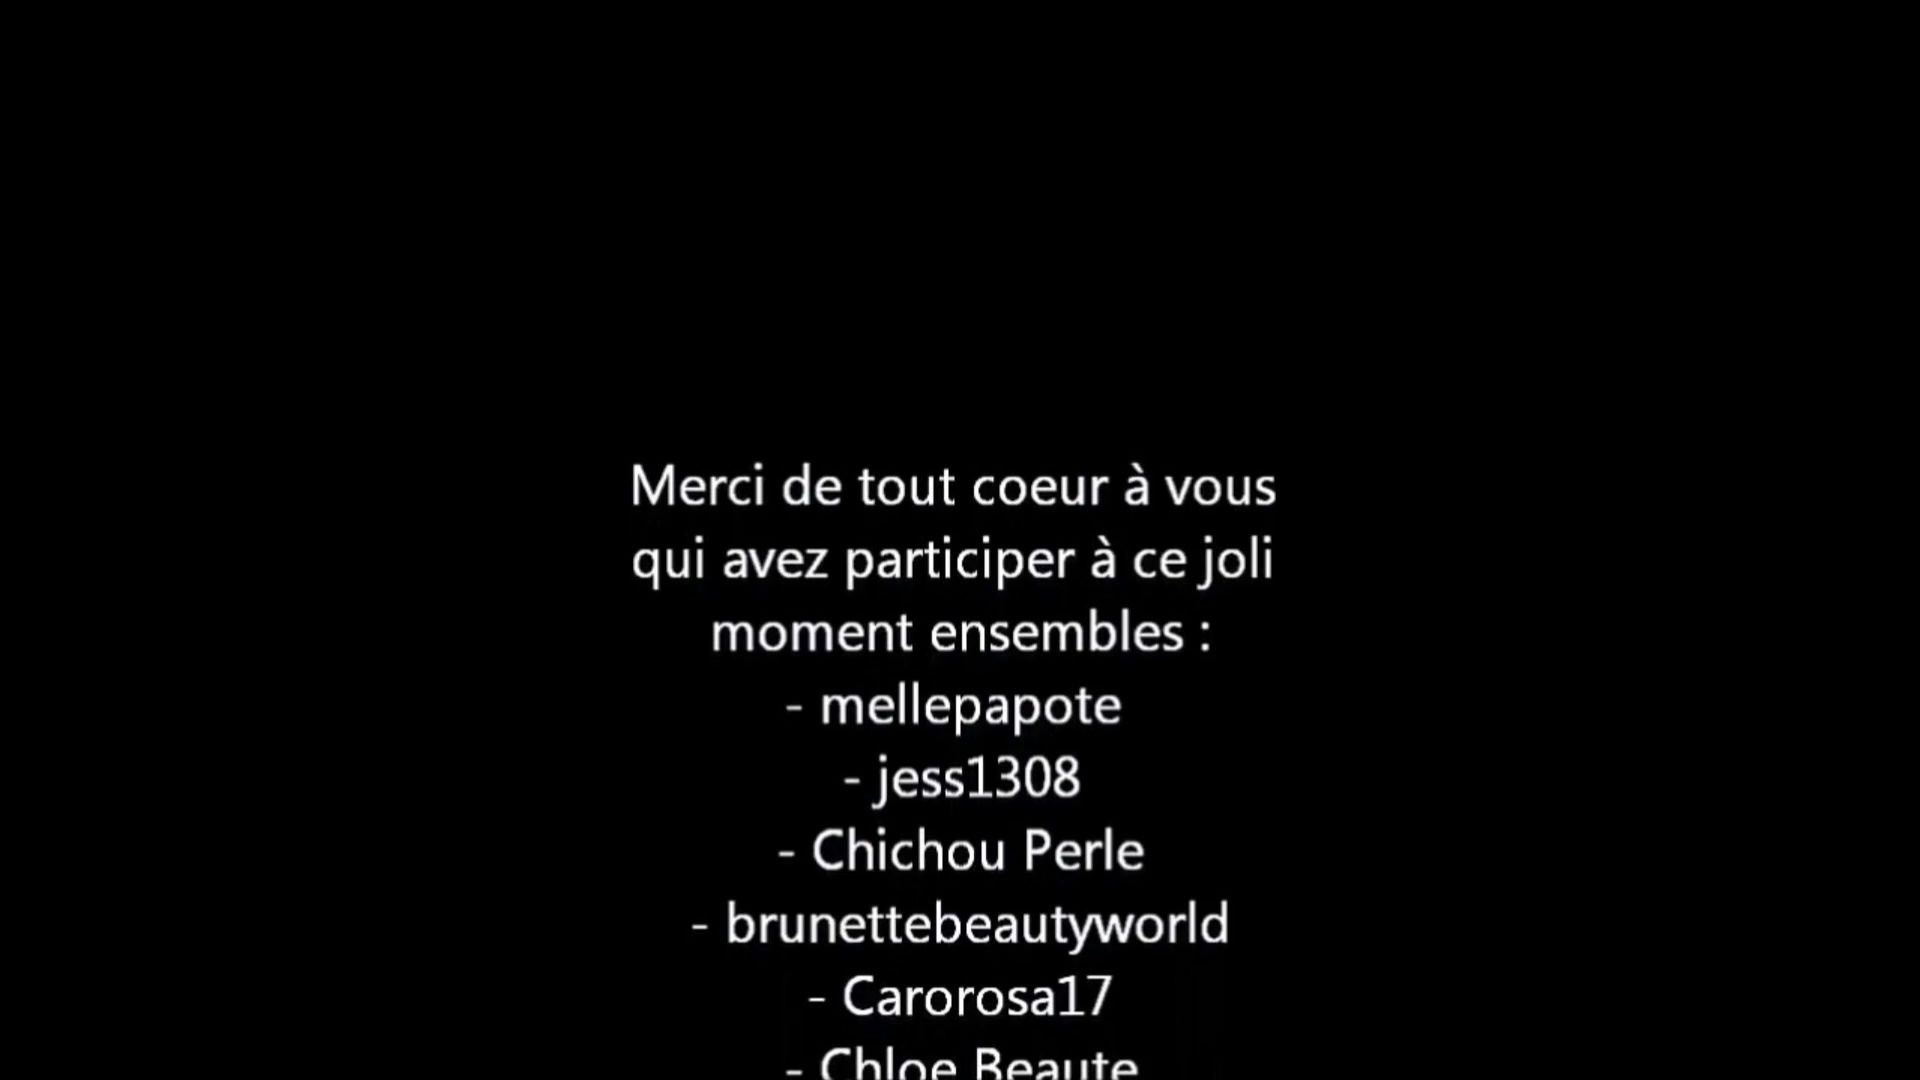 Merci de tout coeur à vous
qui avez participer à ce joli
moment ensembles :
- mellepapote
- jess1308
- Chichou Perle
- brunettebeautyworld
- Carorosa17
- Chloe Beaute